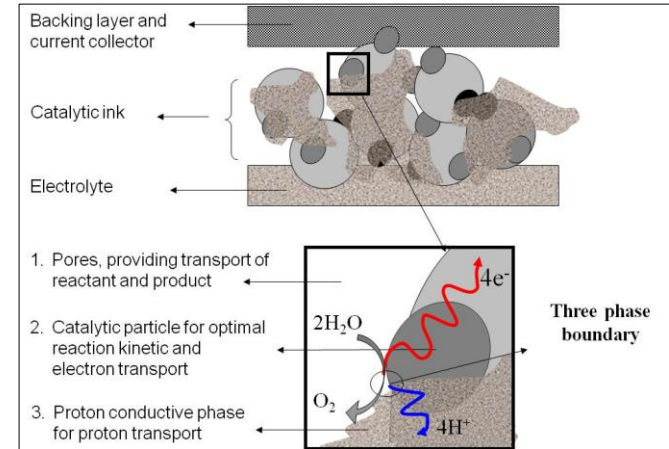 Backing layer and
current collector
Catalytic ink
Electrolyte
1. Pores, providing transport of
reactant and product
2. Catalytic particle for optimal
reaction kinetic and
electron transport
3. Proton conductive phase
for proton transport
4e⁻
2H₂O
O₂
4H⁺
Three phase
boundary